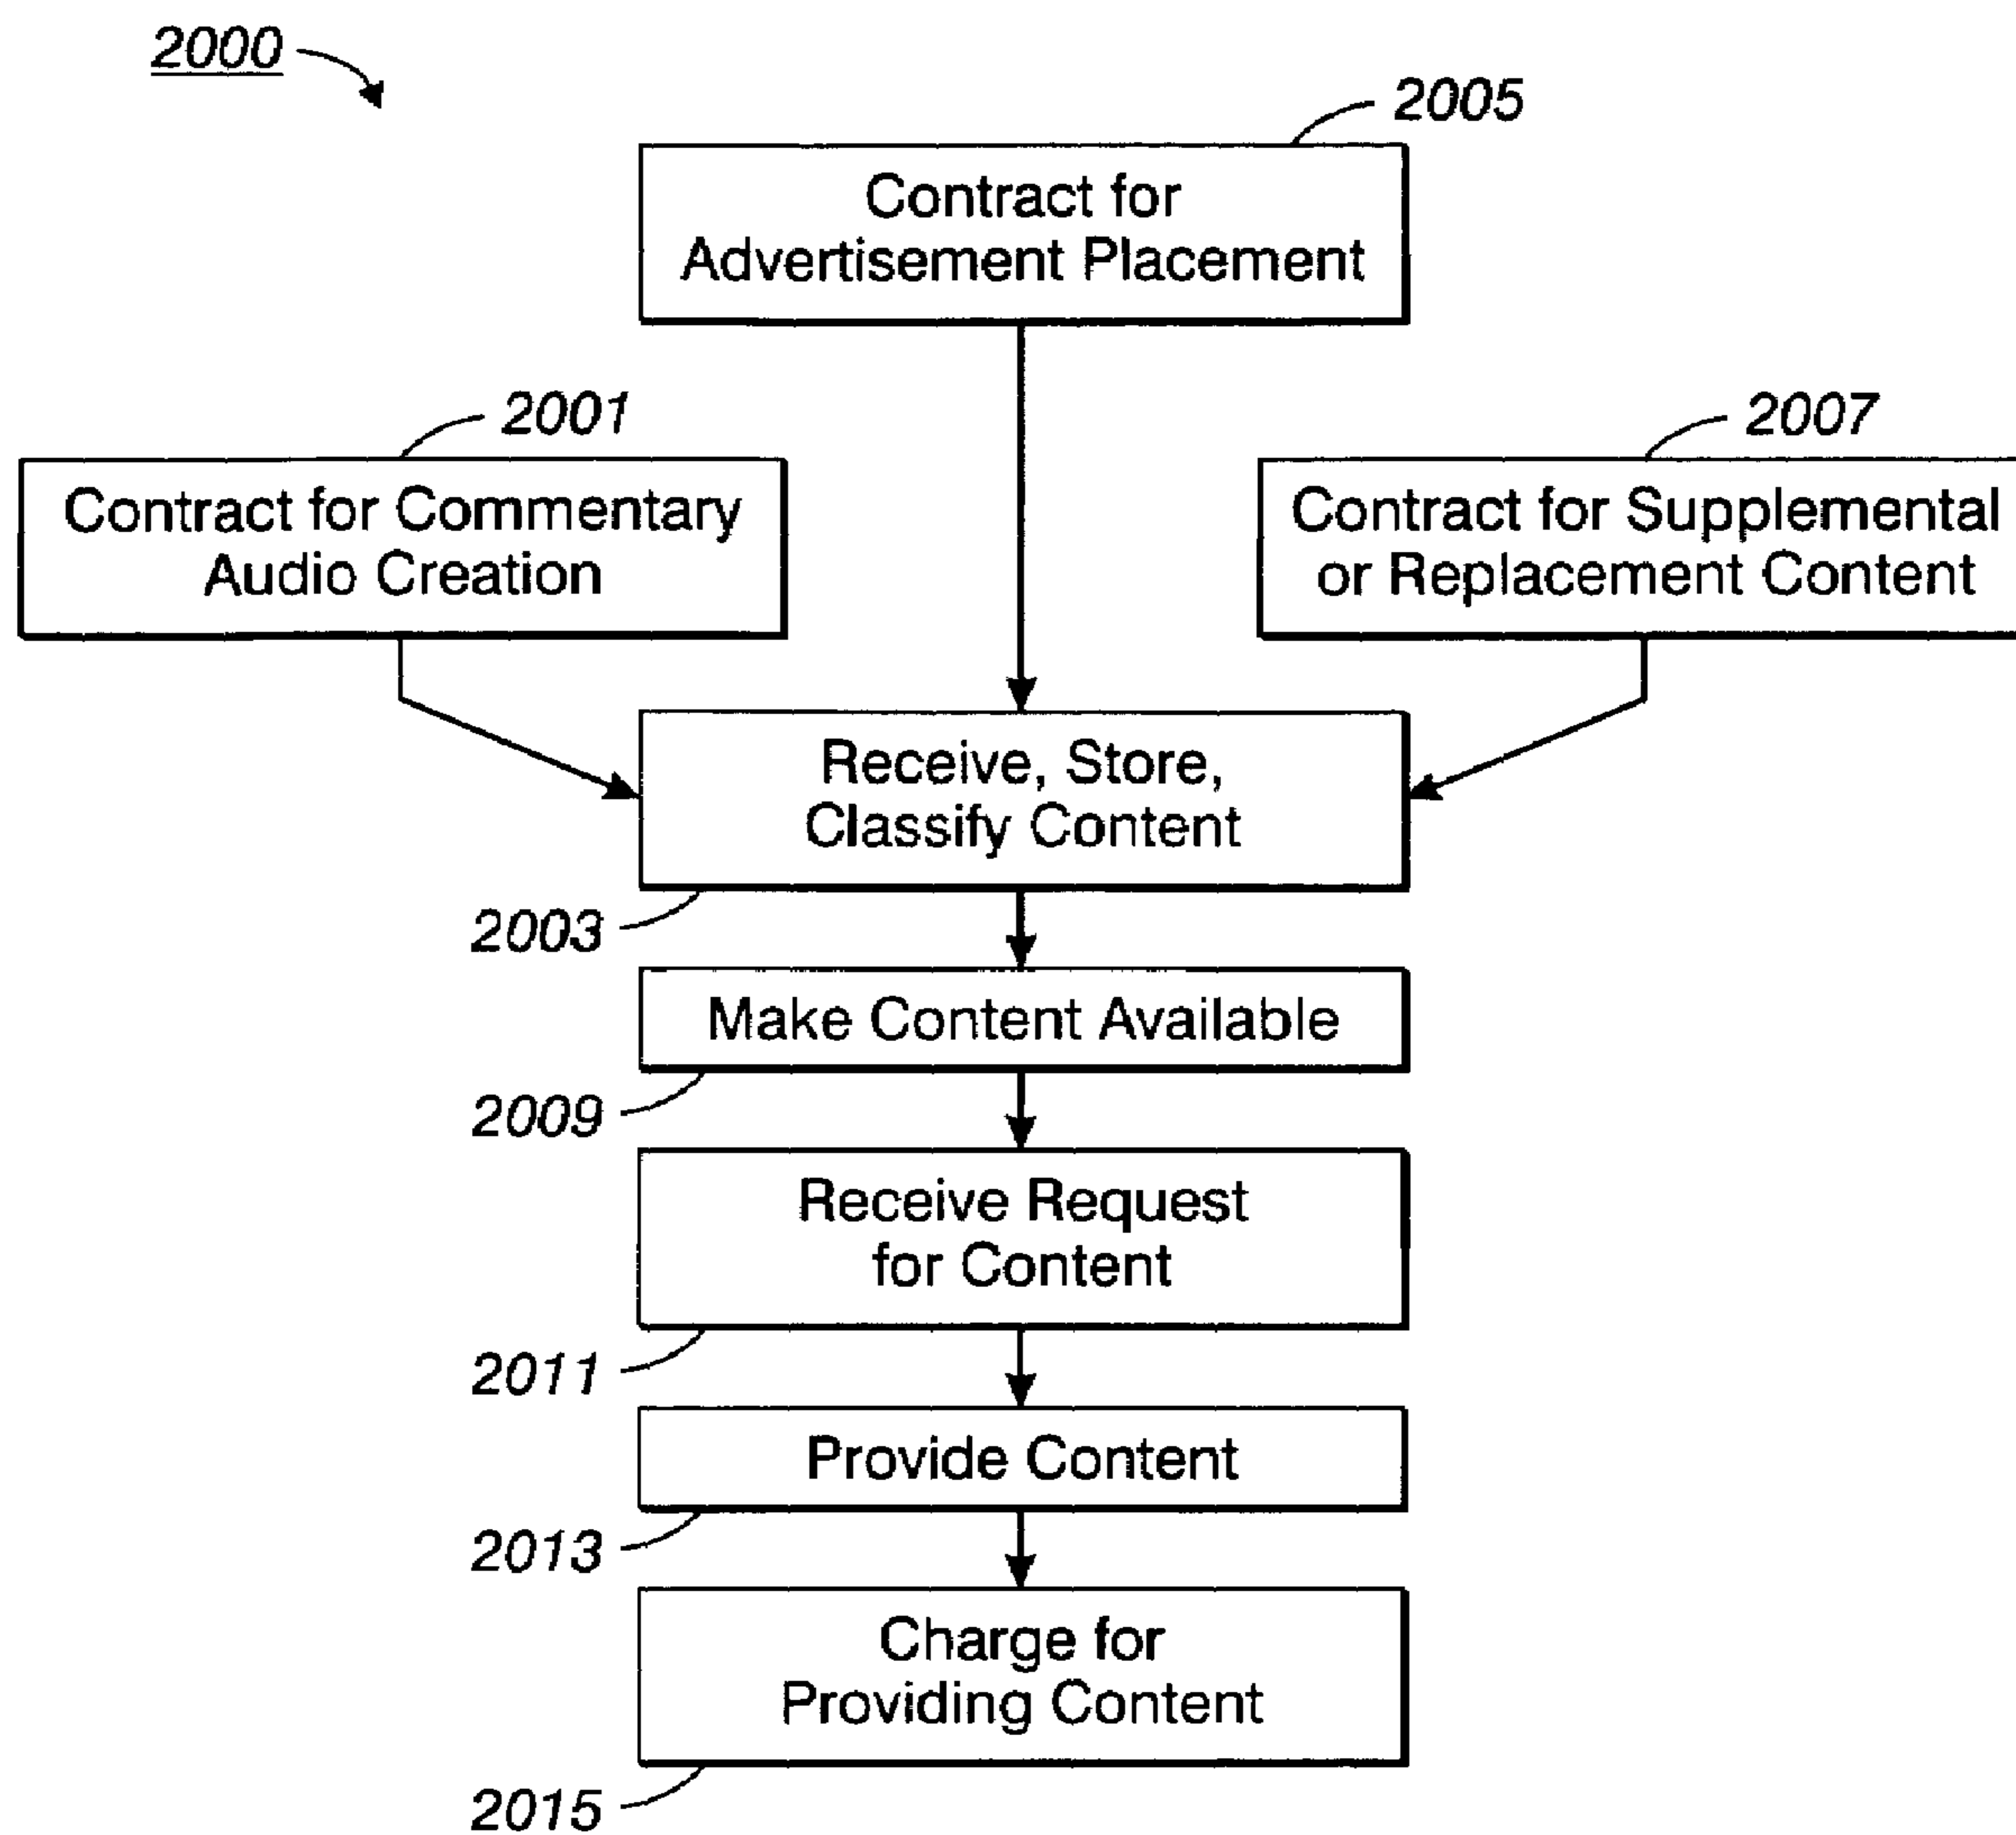 2000
2005
Contract for
Advertisement Placement
2001
Contract for Commentary
Audio Creation
2007
Contract for Supplemental
or Replacement Content
Receive, Store,
Classify Content
2003
Make Content Available
2009
Receive Request
for Content
2011
Provide Content
2013
Charge for
Providing Content
2015